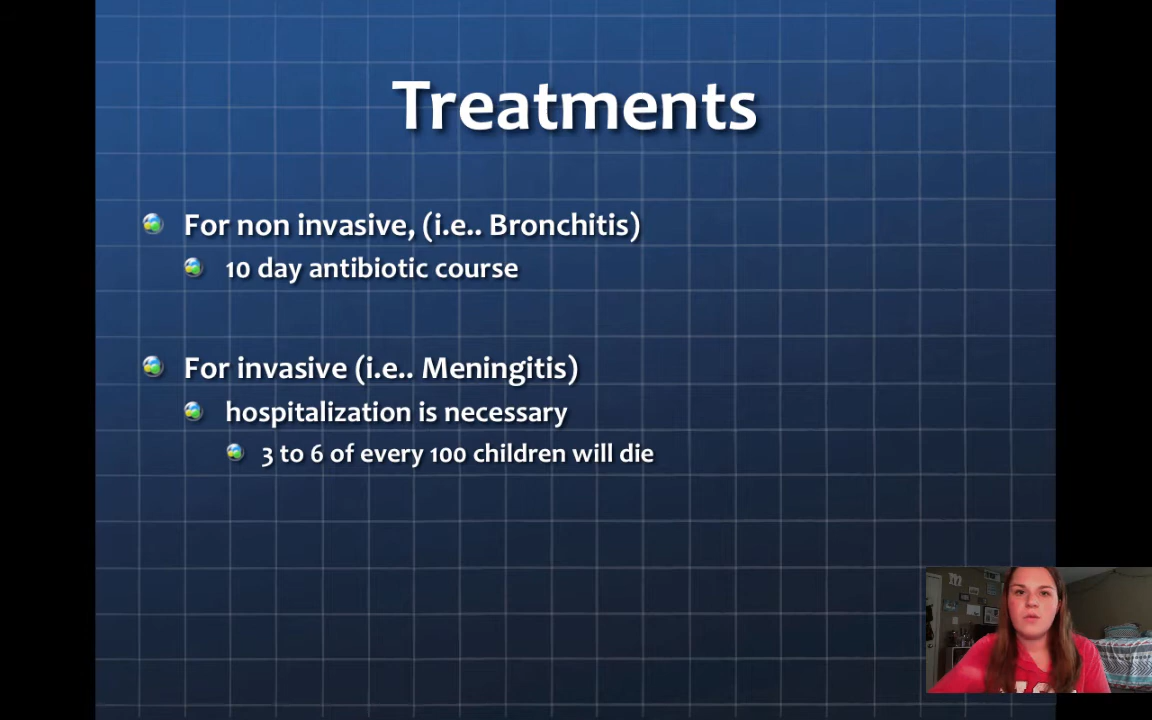 Treatments
For non invasive, (i.e.. Bronchitis)
10 day antibiotic course
For invasive (i.e.. Meningitis)
hospitalization is necessary
3 to 6 of every 100 children will die